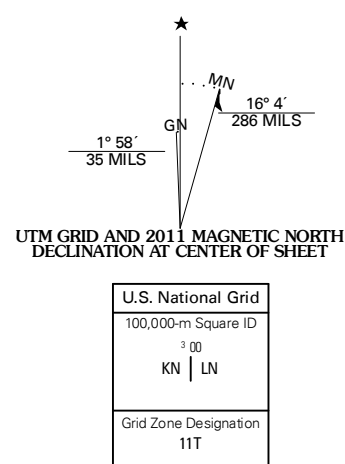 ★
MN
GN
16° 4´
286 MILS
1° 58´
35 MILS
UTM GRID AND 2011 MAGNETIC NORTH
DECLINATION AT CENTER OF SHEET
U.S. National Grid
100,000-m Square ID
3 00
KN | LN
Grid Zone Designation
11T